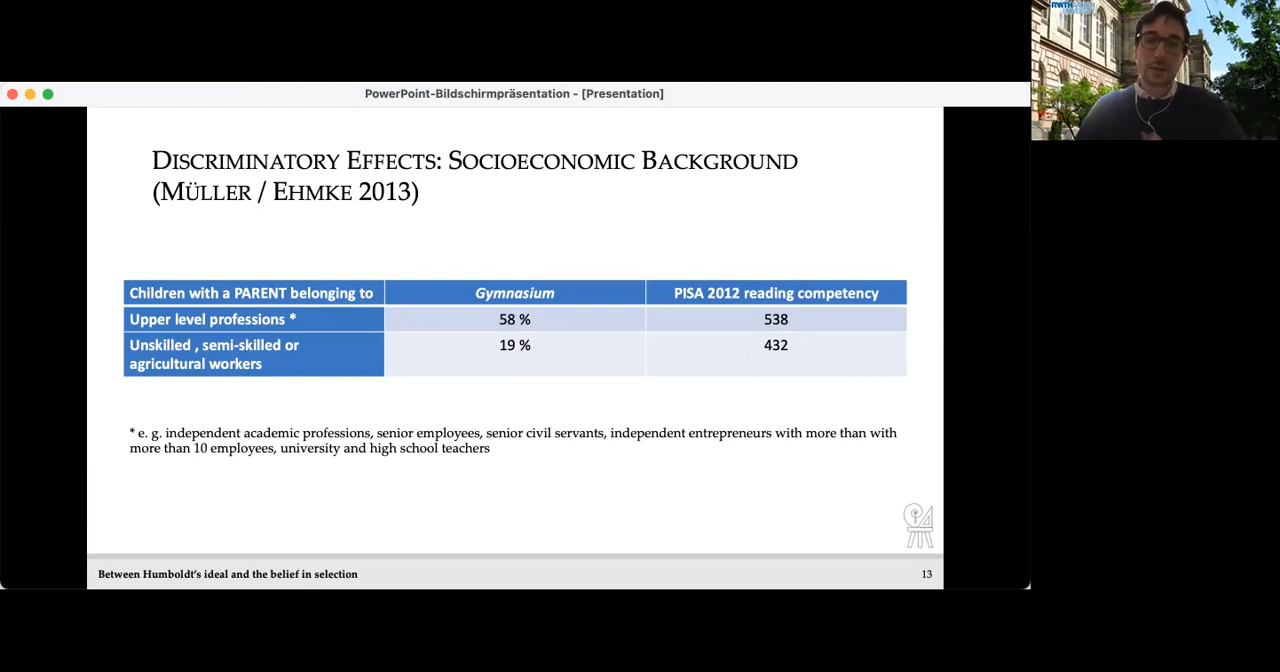 RWTH
PowerPoint-Bildschirmpräsentation - [Presentation]
Discriminatory Effects: Socioeconomic Background
(Müller / Ehmke 2013)
Children with a PARENT belonging to Gymnasium PISA 2012 reading competency
Upper level professions * 58 % 538
Unskilled , semi-skilled or 19 % 432
agricultural workers
* e. g. independent academic professions, senior employees, senior civil servants, independent entrepreneurs with more than with
more than 10 employees, university and high school teachers
Between Humboldt's ideal and the belief in selection 13